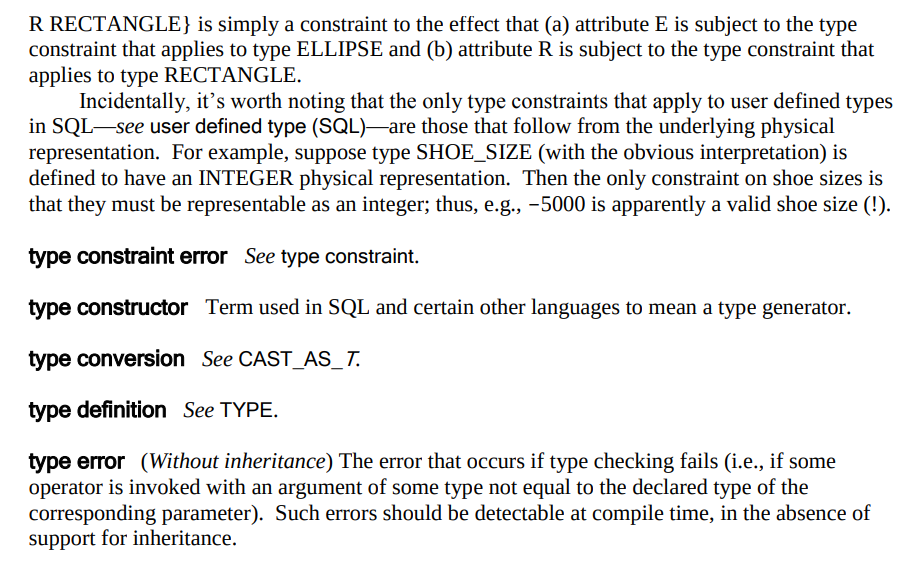 R RECTANGLE} is simply a constraint to the effect that (a) attribute E is subject to the type
constraint that applies to type ELLIPSE and (b) attribute R is subject to the type constraint that
applies to type RECTANGLE.
Incidentally, it’s worth noting that the only type constraints that apply to user defined types
in SQL—see user defined type (SQL)—are those that follow from the underlying physical
representation.  For example, suppose type SHOE_SIZE (with the obvious interpretation) is
defined to have an INTEGER physical representation.  Then the only constraint on shoe sizes is
that they must be representable as an integer; thus, e.g., −5000 is apparently a valid shoe size (!).
type constraint error   See type constraint.
type constructor   Term used in SQL and certain other languages to mean a type generator.
type conversion   See CAST_AS_T.
type definition   See TYPE.
type error   (Without inheritance) The error that occurs if type checking fails (i.e., if some
operator is invoked with an argument of some type not equal to the declared type of the
corresponding parameter).  Such errors should be detectable at compile time, in the absence of
support for inheritance.